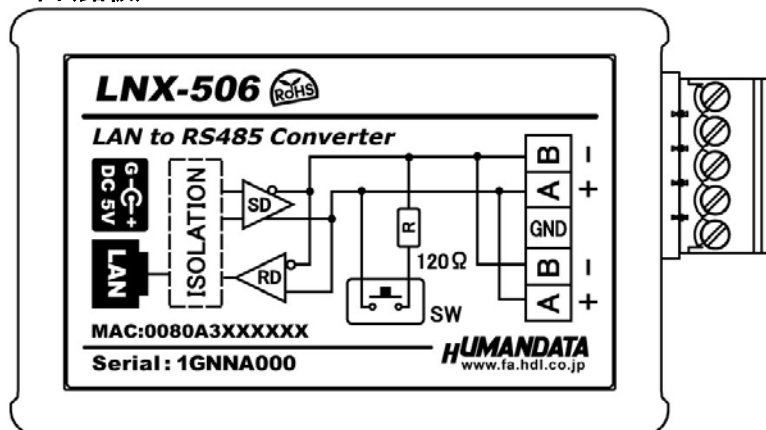 LNX-506 RoHS
LAN to RS485 Converter
G
+
DC 5V
LAN
ISOLATION
SD
RD
R
120Ω
SW
B −
A +
GND
B −
A +
MAC:0080A3XXXXXX
Serial: 1GNNA000
HUMANDATA
www.fa.hdl.co.jp